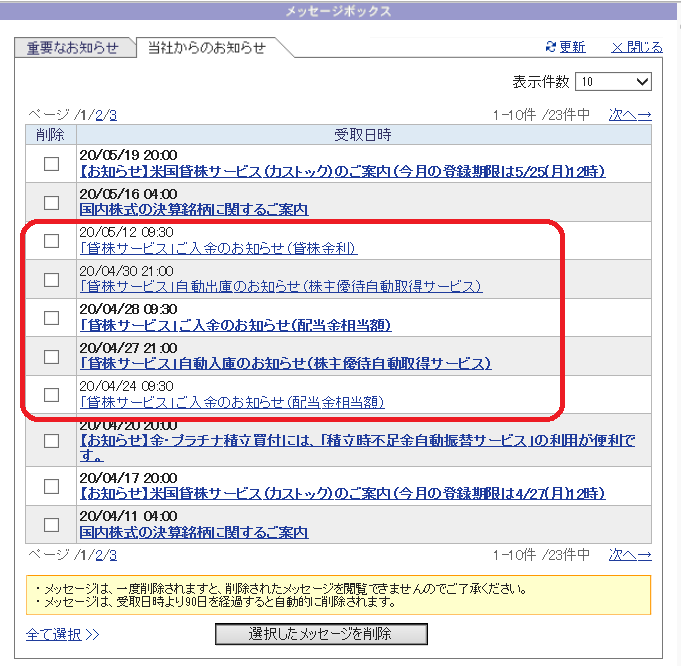 メッセージボックス
重要なお知らせ 当社からのお知らせ 更新 ×閉じる
表示件数 10
ページ /1/2/3 1-10件 /23件中 次へ→
削除 受取日時
20/05/19 20:00
【お知らせ】米国貸株サービス（カストック）のご案内（今月の登録期限は5/25(月)12時）
20/05/16 04:00
国内株式の決算銘柄に関するご案内
20/05/12 09:30
「貸株サービス」ご入金のお知らせ（貸株金利）
20/04/30 21:00
「貸株サービス」自動出庫のお知らせ（株主優待自動取得サービス）
20/04/28 09:30
「貸株サービス」ご入金のお知らせ（配当金相当額）
20/04/27 21:00
「貸株サービス」自動入庫のお知らせ（株主優待自動取得サービス）
20/04/24 09:30
「貸株サービス」ご入金のお知らせ（配当金相当額）
20/04/20 20:00
【お知らせ】金・プラチナ積立買付には、「積立時不足金自動振替サービス」の利用が便利で
す。
20/04/17 20:00
【お知らせ】米国貸株サービス（カストック）のご案内（今月の登録期限は4/27(月)12時）
20/04/11 04:00
国内株式の決算銘柄に関するご案内
ページ /1/2/3 1-10件 /23件中 次へ→
・メッセージは、一度削除されますと、削除されたメッセージを閲覧できませんのでご了承ください。
・メッセージは、受取日時より90日を経過すると自動的に削除されます。
全て選択 >> 選択したメッセージを削除